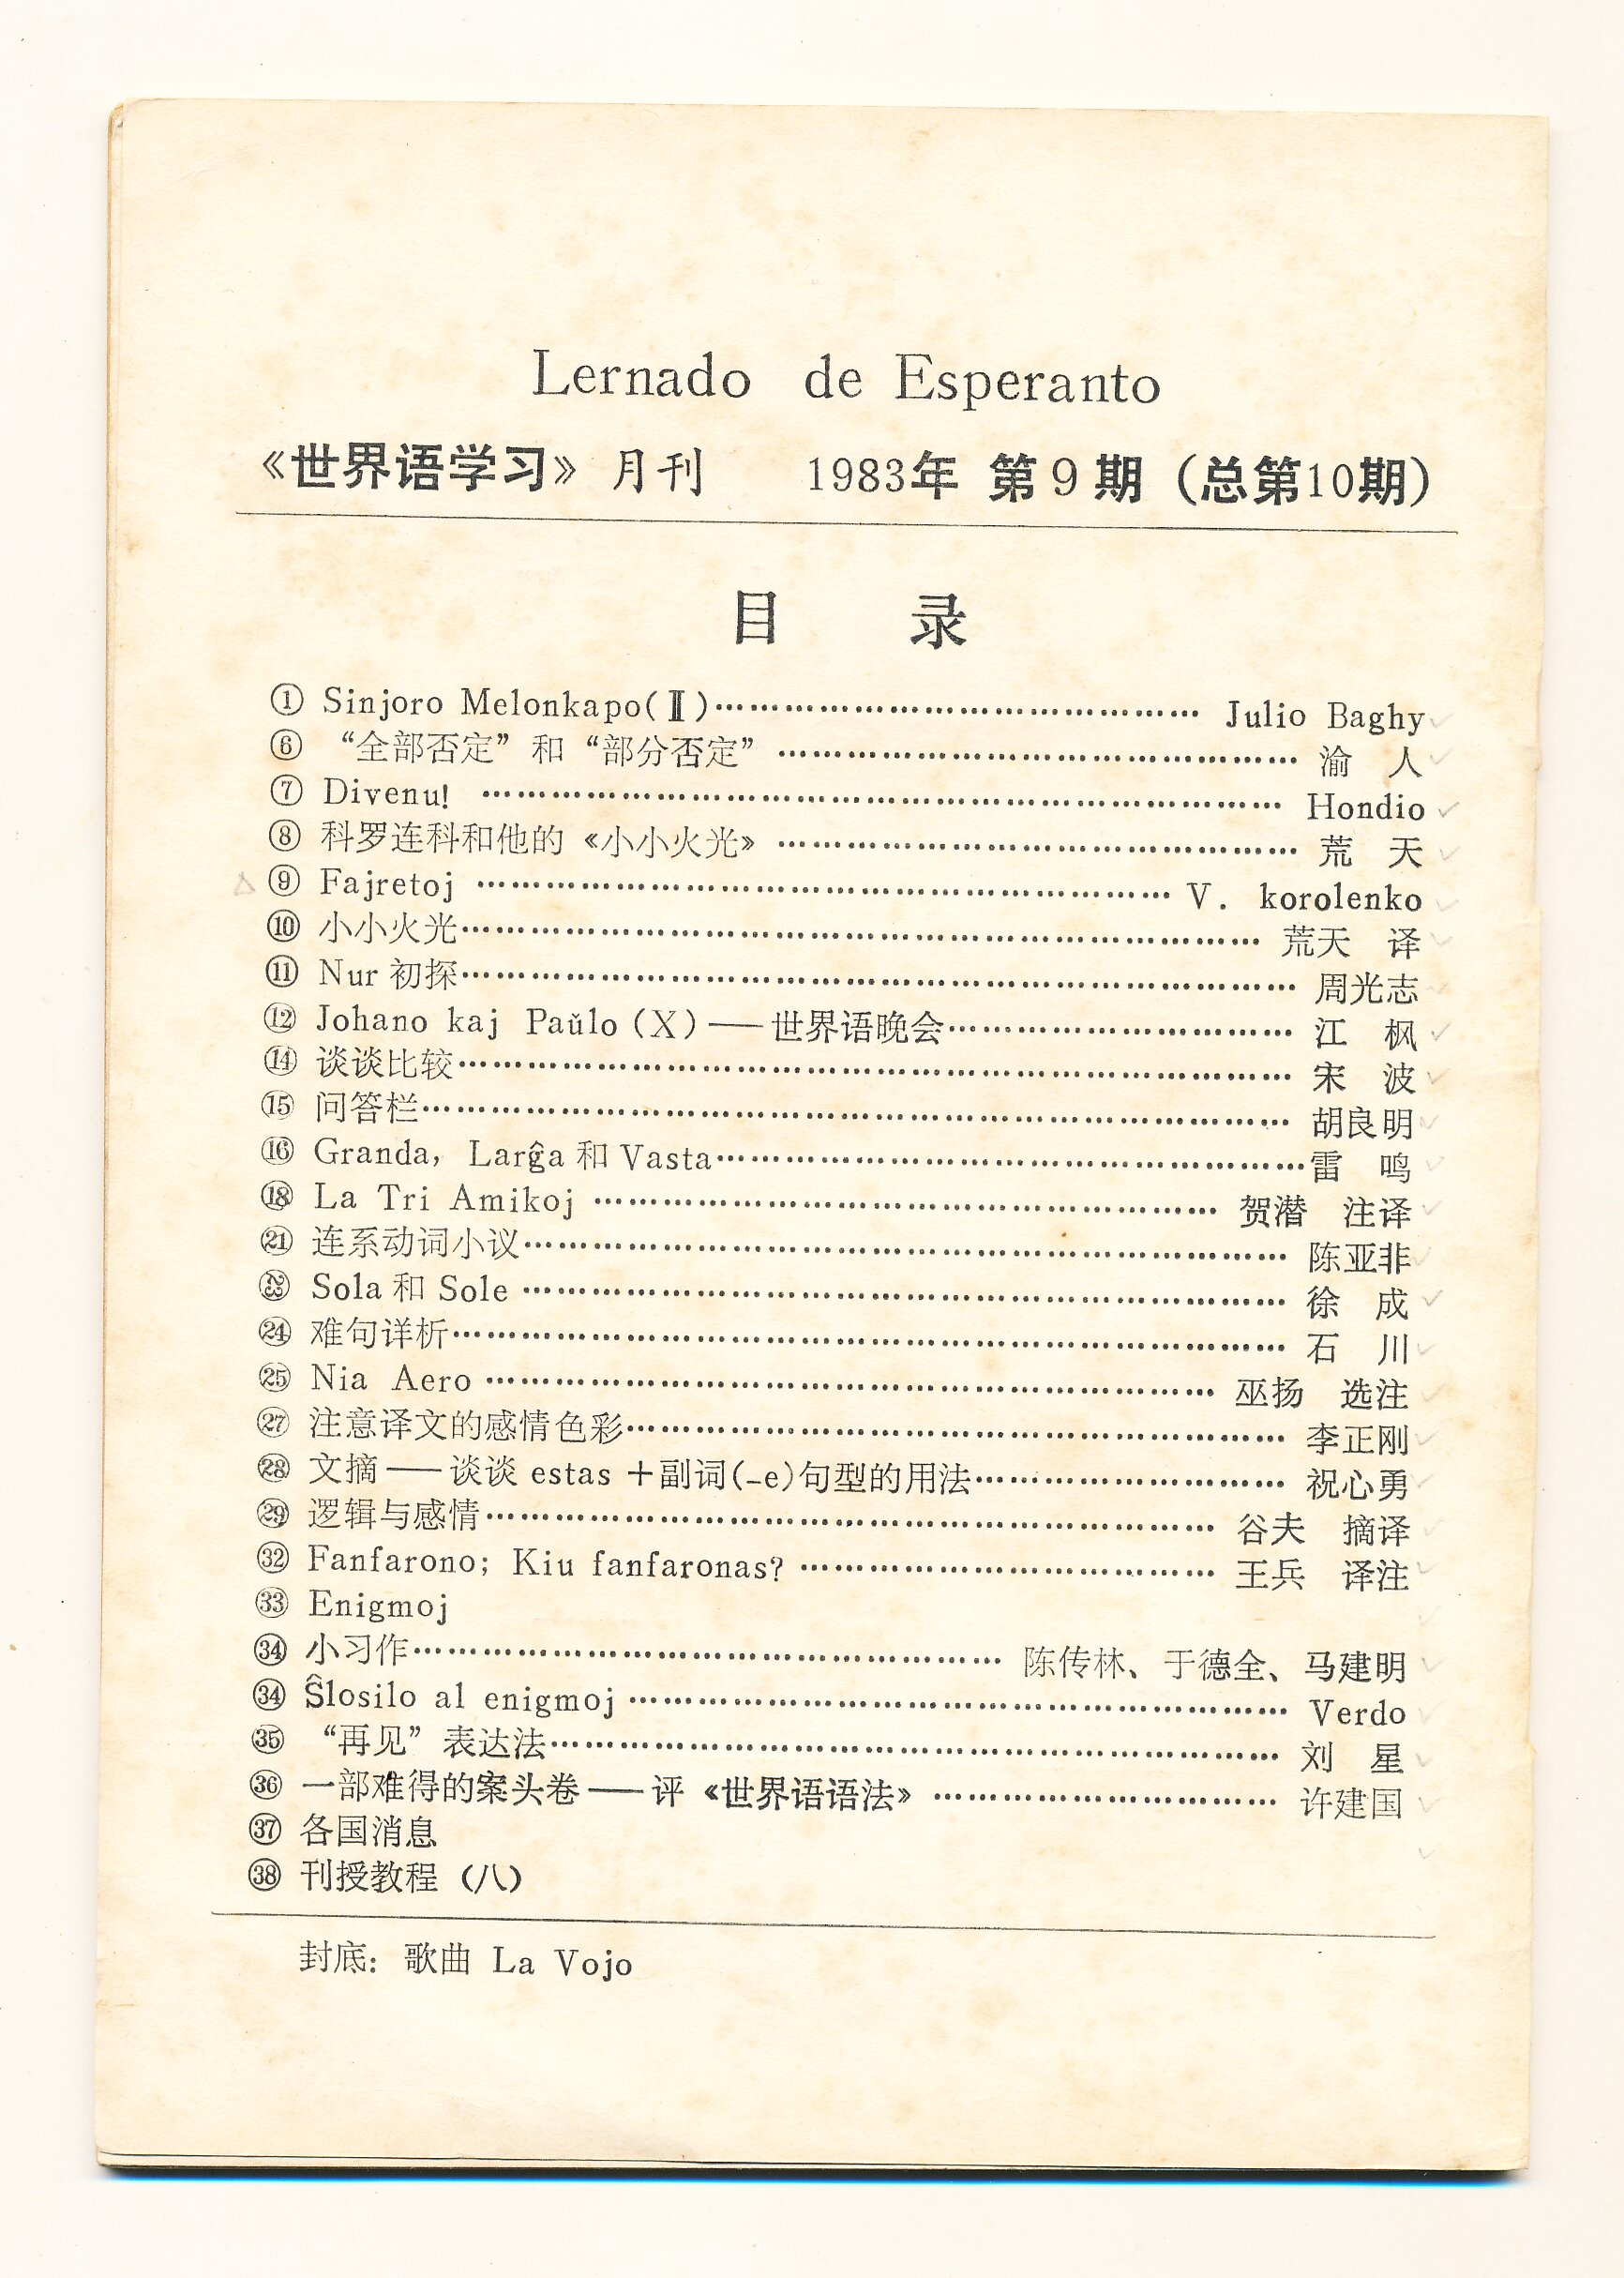 Lernado de Esperanto
《世界语学习》月刊 1983年 第9期（总第10期）
目 录
① Sinjoro Melonkapo(Ⅱ)………………………………… Julio Baghy
⑥ “全部否定”和“部分否定”………………………………… 渝 人
⑦ Divenu! ………………………………… Hondio
⑧ 科罗连科和他的《小小火光》………………………………… 荒 天
⑨ Fajretoj ………………………………… V. korolenko
⑩ 小小火光………………………………… 荒天 译
⑪ Nur 初探………………………………… 周光志
⑫ Johano kaj Paŭlo (X)——世界语晚会………………………………… 江 枫
⑭ 谈谈比较………………………………… 宋 波
⑮ 问答栏………………………………… 胡良明
⑯ Granda, Larĝa 和 Vasta………………………………… 雷 鸣
⑱ La Tri Amikoj ………………………………… 贺潜 注译
㉑ 连系动词小议………………………………… 陈亚非
㉓ Sola 和 Sole ………………………………… 徐 成
㉔ 难句详析………………………………… 石 川
㉕ Nia Aero ………………………………… 巫扬 选注
㉗ 注意译文的感情色彩………………………………… 李正刚
㉘ 文摘——谈谈 estas ＋副词(-e)句型的用法………………………………… 祝心勇
㉙ 逻辑与感情………………………………… 谷夫 摘译
㉜ Fanfarono; Kiu fanfaronas? ………………………………… 王兵 译注
㉝ Enigmoj
㉞ 小习作………………………………… 陈传林、于德全、马建明
㉞ Ŝlosilo al enigmoj ………………………………… Verdo
㉟ “再见”表达法………………………………… 刘 星
㊱ 一部难得的案头卷——评《世界语语法》………………………………… 许建国
㊲ 各国消息
㊳ 刊授教程（八）
封底：歌曲 La Vojo